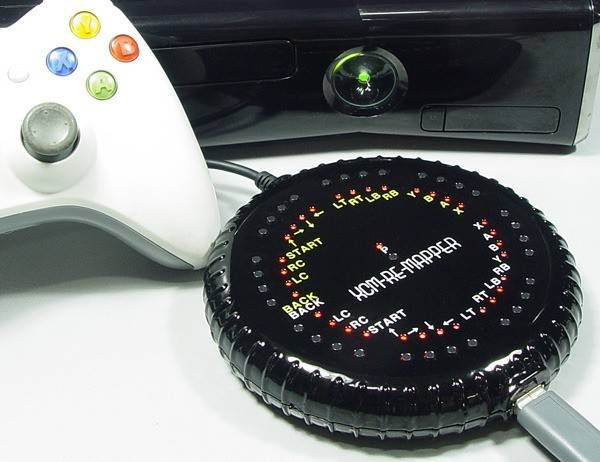 Y
X
B
A
LT RT LB RB Y B A X
↑ → ↓ ←
START
RC
LC
BACK
P
XCM-RE-MAPPER
X
A
B
Y
RB
LB
RT
LT
← ↓ → ↑
START
RC
LC
BACK